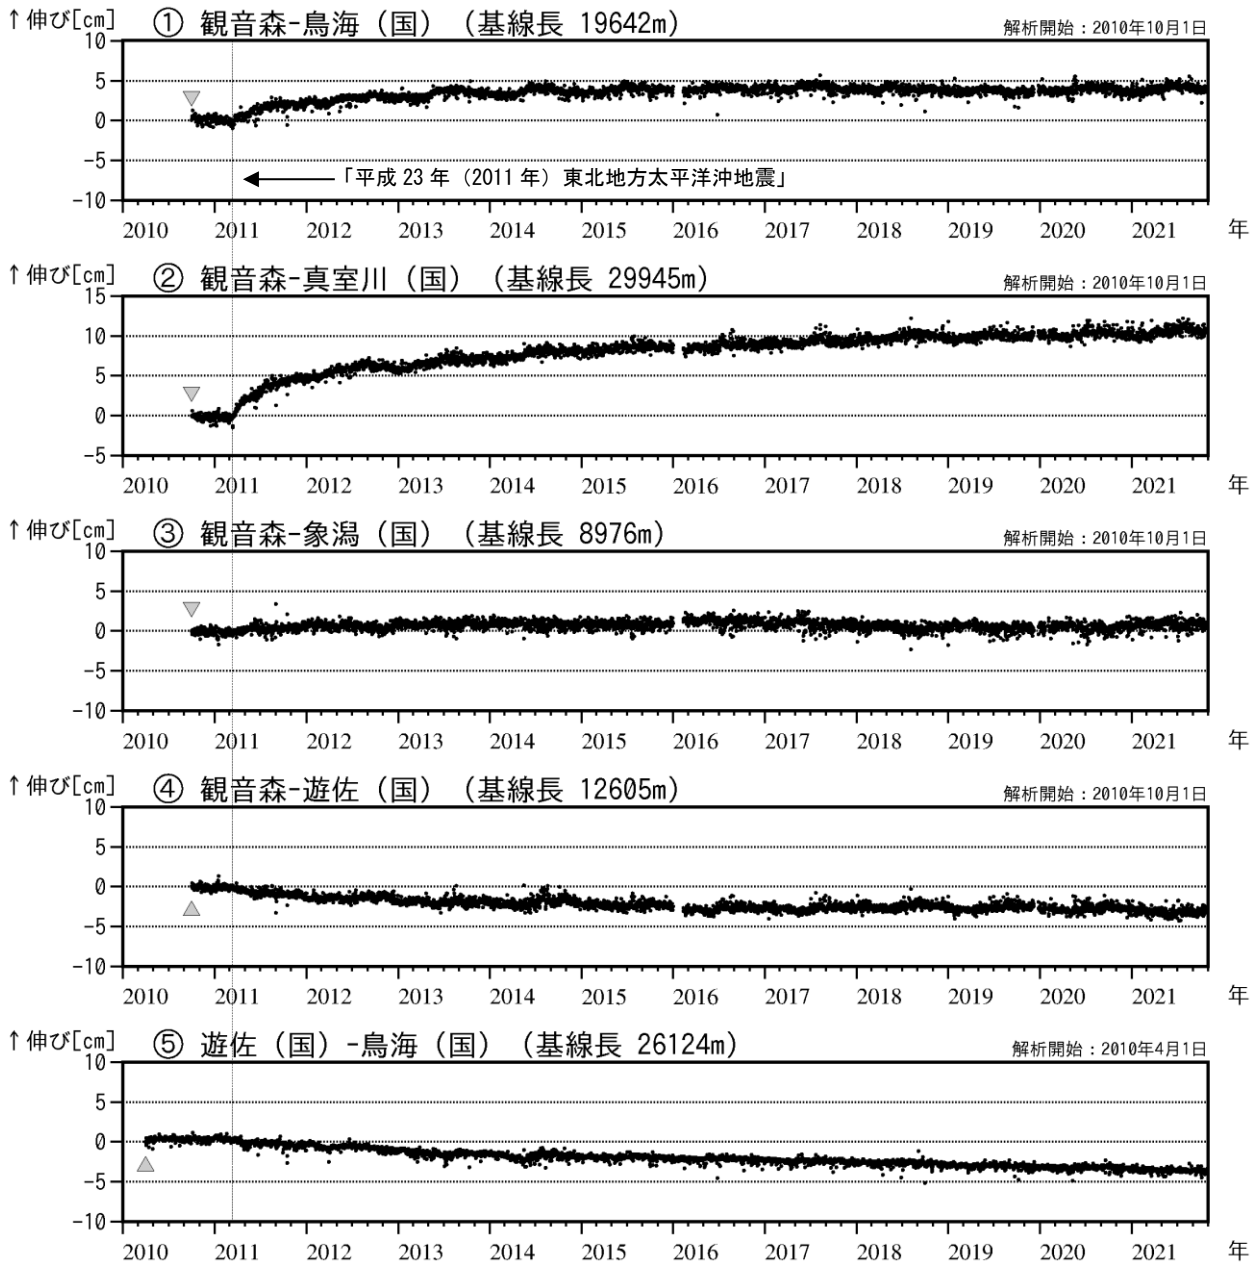 ↑伸び[cm] ① 観音森-鳥海（国）（基線長 19642m） 解析開始：2010年10月1日
10
5
0
-5
-10
「平成 23 年（2011 年）東北地方太平洋沖地震」
2010 2011 2012 2013 2014 2015 2016 2017 2018 2019 2020 2021 年
↑伸び[cm] ② 観音森-真室川（国）（基線長 29945m） 解析開始：2010年10月1日
15
10
5
0
-5
2010 2011 2012 2013 2014 2015 2016 2017 2018 2019 2020 2021 年
↑伸び[cm] ③ 観音森-象潟（国）（基線長 8976m） 解析開始：2010年10月1日
10
5
0
-5
-10
2010 2011 2012 2013 2014 2015 2016 2017 2018 2019 2020 2021 年
↑伸び[cm] ④ 観音森-遊佐（国）（基線長 12605m） 解析開始：2010年10月1日
10
5
0
-5
-10
2010 2011 2012 2013 2014 2015 2016 2017 2018 2019 2020 2021 年
↑伸び[cm] ⑤ 遊佐（国）-鳥海（国）（基線長 26124m） 解析開始：2010年4月1日
10
5
0
-5
-10
2010 2011 2012 2013 2014 2015 2016 2017 2018 2019 2020 2021 年